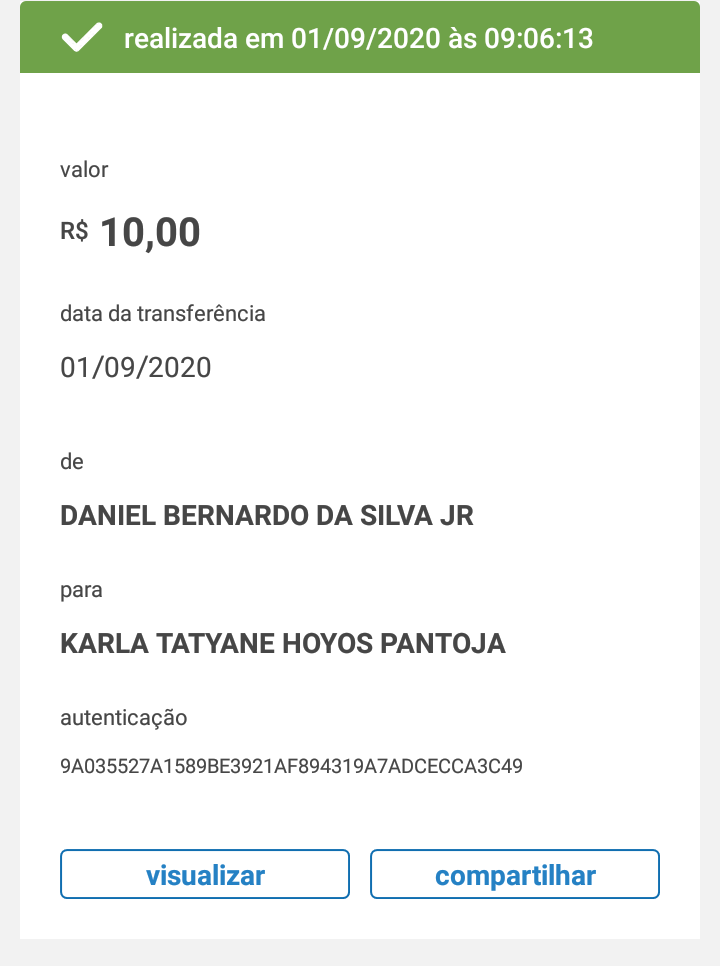 realizada em 01/09/2020 às 09:06:13
valor
R$ 10,00
data da transferência
01/09/2020
de
DANIEL BERNARDO DA SILVA JR
para
KARLA TATYANE HOYOS PANTOJA
autenticação
9A035527A1589BE3921AF894319A7ADCECCA3C49
visualizar
compartilhar